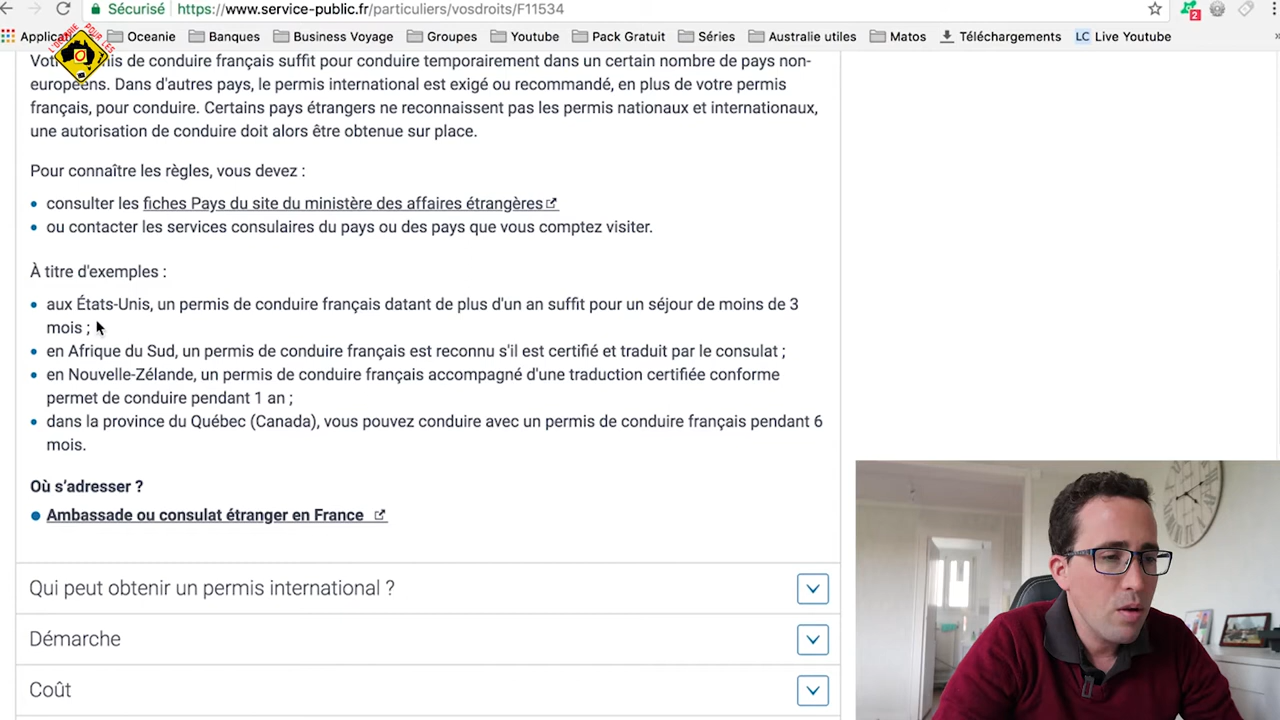 Sécurisé https://www.service-public.fr/particuliers/vosdroits/F11534
2
Oceanie Banques Business Voyage Groupes Youtube Pack Gratuit Séries Australie utiles Matos Téléchargements LC Live Youtube
L'OCÉANIE POUR LES
is de conduire français suffit pour conduire temporairement dans un certain nombre de pays non-
européens. Dans d'autres pays, le permis international est exigé ou recommandé, en plus de votre permis
français, pour conduire. Certains pays étrangers ne reconnaissent pas les permis nationaux et internationaux,
une autorisation de conduire doit alors être obtenue sur place.
Pour connaître les règles, vous devez :
consulter les fiches Pays du site du ministère des affaires étrangères
ou contacter les services consulaires du pays ou des pays que vous comptez visiter.
À titre d'exemples :
aux États-Unis, un permis de conduire français datant de plus d'un an suffit pour un séjour de moins de 3
mois ;
en Afrique du Sud, un permis de conduire français est reconnu s'il est certifié et traduit par le consulat ;
en Nouvelle-Zélande, un permis de conduire français accompagné d'une traduction certifiée conforme
permet de conduire pendant 1 an ;
dans la province du Québec (Canada), vous pouvez conduire avec un permis de conduire français pendant 6
mois.
Où s'adresser ?
Ambassade ou consulat étranger en France
Qui peut obtenir un permis international ?
Démarche
Coût